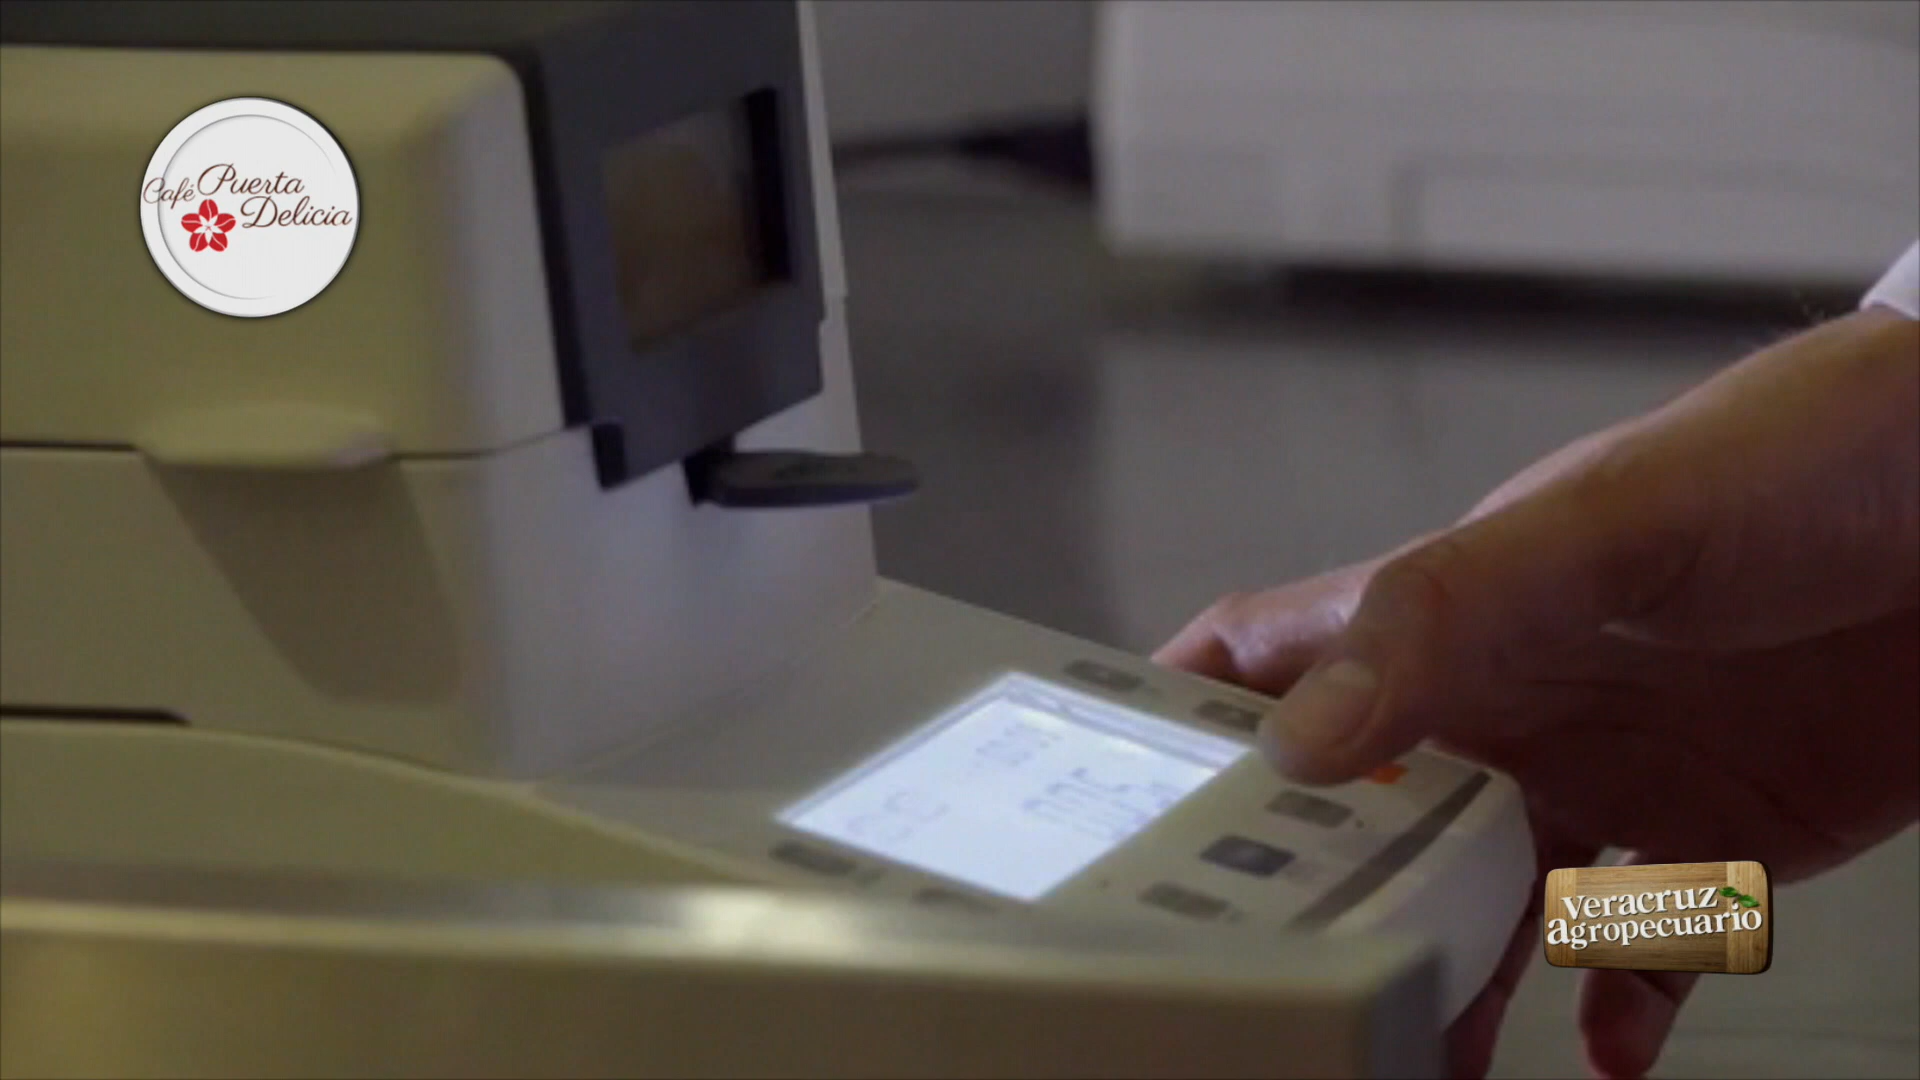 Café Puerta
Delicia
veracruz
agropecuario